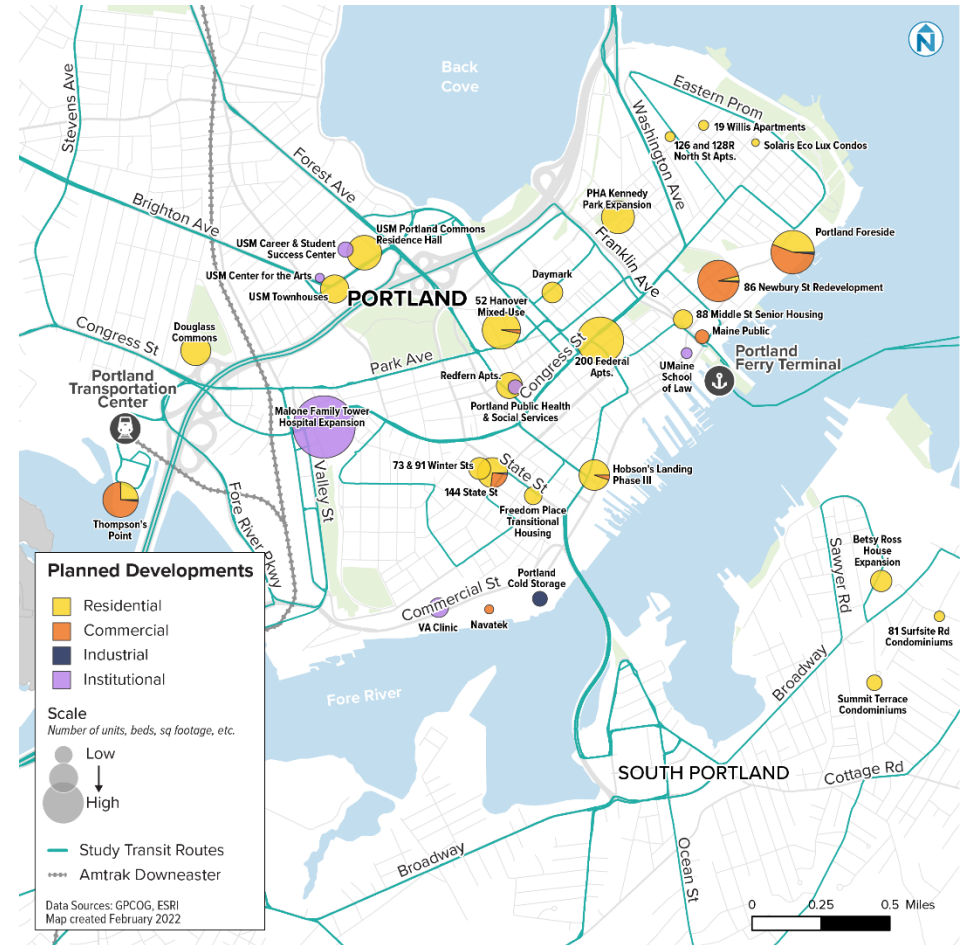 N
Back
Cove
Stevens Ave
Eastern Prom
Washington Ave
19 Willis Apartments
126 and 128R
North St Apts.
Solaris Eco Lux Condos
Forest Ave
PHA Kennedy
Park Expansion
Brighton Ave
Franklin Ave
USM Portland Commons
Residence Hall
USM Career & Student
Success Center
Portland Foreside
USM Center for the Arts
USM Townhouses
Daymark
86 Newbury St Redevelopment
PORTLAND
52 Hanover
Mixed-Use
88 Middle St Senior Housing
Maine Public
Douglass
Commons
Congress St
Park Ave
Congress St
200 Federal
Apts.
UMaine
School
of Law
Portland
Ferry Terminal
Redfern Apts.
Portland
Transportation
Center
Portland Public Health
& Social Services
Malone Family Tower
Hospital Expansion
73 & 91 Winter Sts
State St
144 State St
Hobson's Landing
Phase III
Valley St
Fore River Pkwy
Freedom Place
Transitional
Housing
Thompson's
Point
Sawyer Rd
Betsy Ross
House
Expansion
Portland
Cold Storage
Commercial St
VA Clinic
Navatek
81 Surfsite Rd
Condominiums
Broadway
Fore River
Summit Terrace
Condominiums
SOUTH PORTLAND
Cottage Rd
Broadway
Ocean St
Planned Developments
Residential
Commercial
Industrial
Institutional
Scale
Number of units, beds, sq footage, etc.
Low
High
Study Transit Routes
Amtrak Downeaster
Data Sources: GPCOG, ESRI
Map created February 2022
0 0.25 0.5 Miles